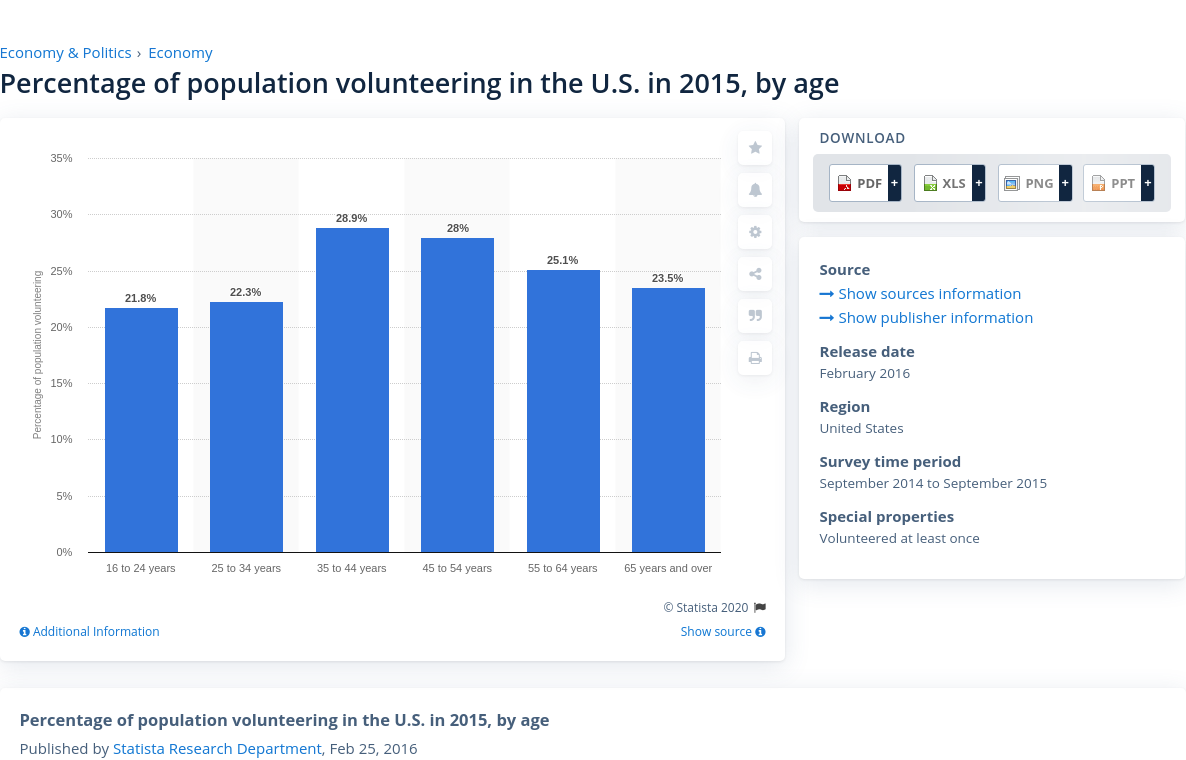 Economy & Politics › Economy
Percentage of population volunteering in the U.S. in 2015, by age
35%
30%
25%
20%
15%
10%
5%
0%
Percentage of population volunteering
21.8%
22.3%
28.9%
28%
25.1%
23.5%
16 to 24 years
25 to 34 years
35 to 44 years
45 to 54 years
55 to 64 years
65 years and over
© Statista 2020
Additional Information
Show source
DOWNLOAD
PDF +
XLS +
PNG +
PPT +
Source
Show sources information
Show publisher information
Release date
February 2016
Region
United States
Survey time period
September 2014 to September 2015
Special properties
Volunteered at least once
Percentage of population volunteering in the U.S. in 2015, by age
Published by Statista Research Department, Feb 25, 2016